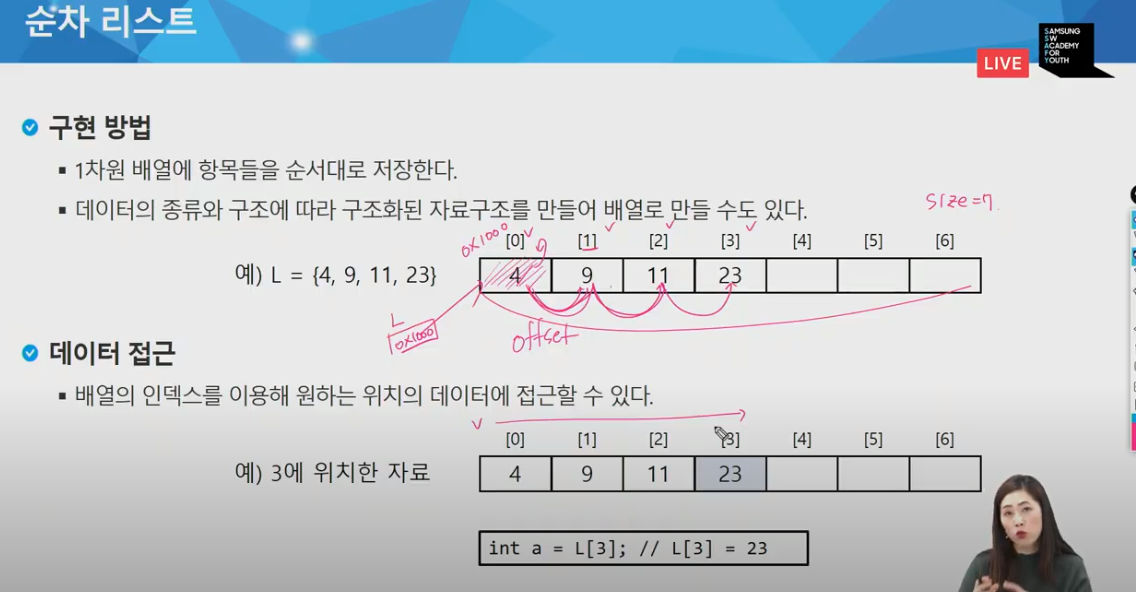 순차 리스트
LIVE
SAMSUNG
SW
ACADEMY
FOR
YOUTH
구현 방법
▪ 1차원 배열에 항목들을 순서대로 저장한다.
▪ 데이터의 종류와 구조에 따라 구조화된 자료구조를 만들어 배열로 만들 수도 있다.
size=7
0x1000 [0] [1] [2] [3] [4] [5] [6]
예) L = {4, 9, 11, 23} 4 9 11 23
L
0x1000
offset
데이터 접근
▪ 배열의 인덱스를 이용해 원하는 위치의 데이터에 접근할 수 있다.
[0] [1] [2] [3] [4] [5] [6]
예) 3에 위치한 자료 4 9 11 23
int a = L[3]; // L[3] = 23